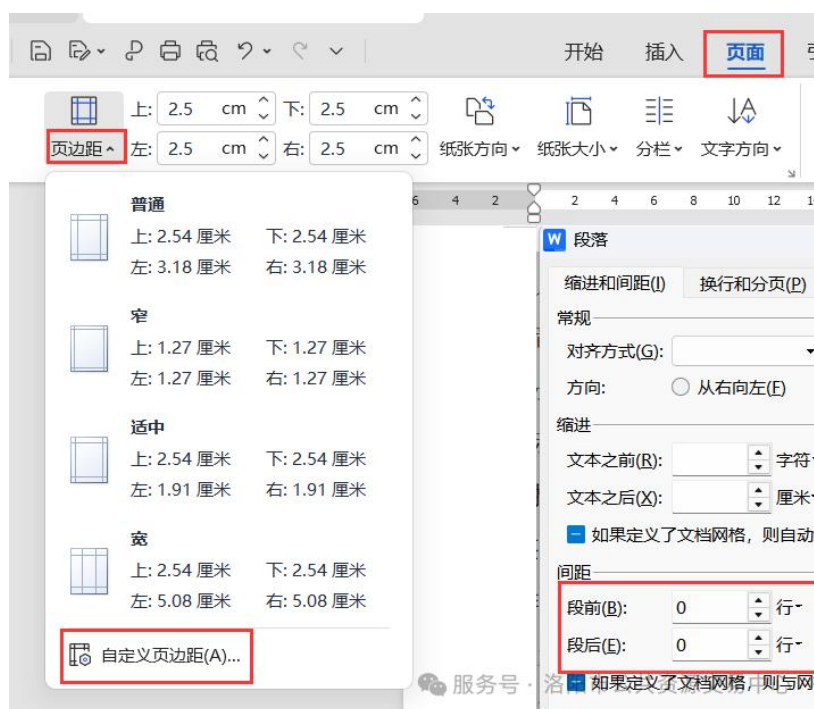 开始 插入 页面
上: 2.5 cm 下: 2.5 cm
页边距 左: 2.5 cm 右: 2.5 cm 纸张方向 纸张大小 分栏 文字方向
6 4 2 2 4 6 8 10 12
普通
上: 2.54 厘米 下: 2.54 厘米
左: 3.18 厘米 右: 3.18 厘米
窄
上: 1.27 厘米 下: 1.27 厘米
左: 1.27 厘米 右: 1.27 厘米
适中
上: 2.54 厘米 下: 2.54 厘米
左: 1.91 厘米 右: 1.91 厘米
宽
上: 2.54 厘米 下: 2.54 厘米
左: 5.08 厘米 右: 5.08 厘米
自定义页边距(A)...
W 段落
缩进和间距(I) 换行和分页(P)
常规
对齐方式(G):
方向: 从右向左(F)
缩进
文本之前(R): 字符
文本之后(X): 厘米
如果定义了文档网格，则自动
间距
段前(B): 0 行
段后(E): 0 行
如果定义了文档网格，则与网
服务号 · 洛